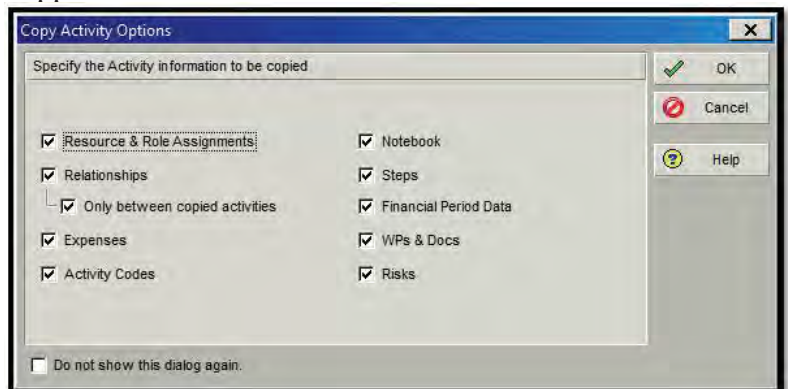 Copy Activity Options
Specify the Activity information to be copied
OK
Cancel
Help
Resource & Role Assignments
Relationships
Only between copied activities
Expenses
Activity Codes
Notebook
Steps
Financial Period Data
WPs & Docs
Risks
Do not show this dialog again.